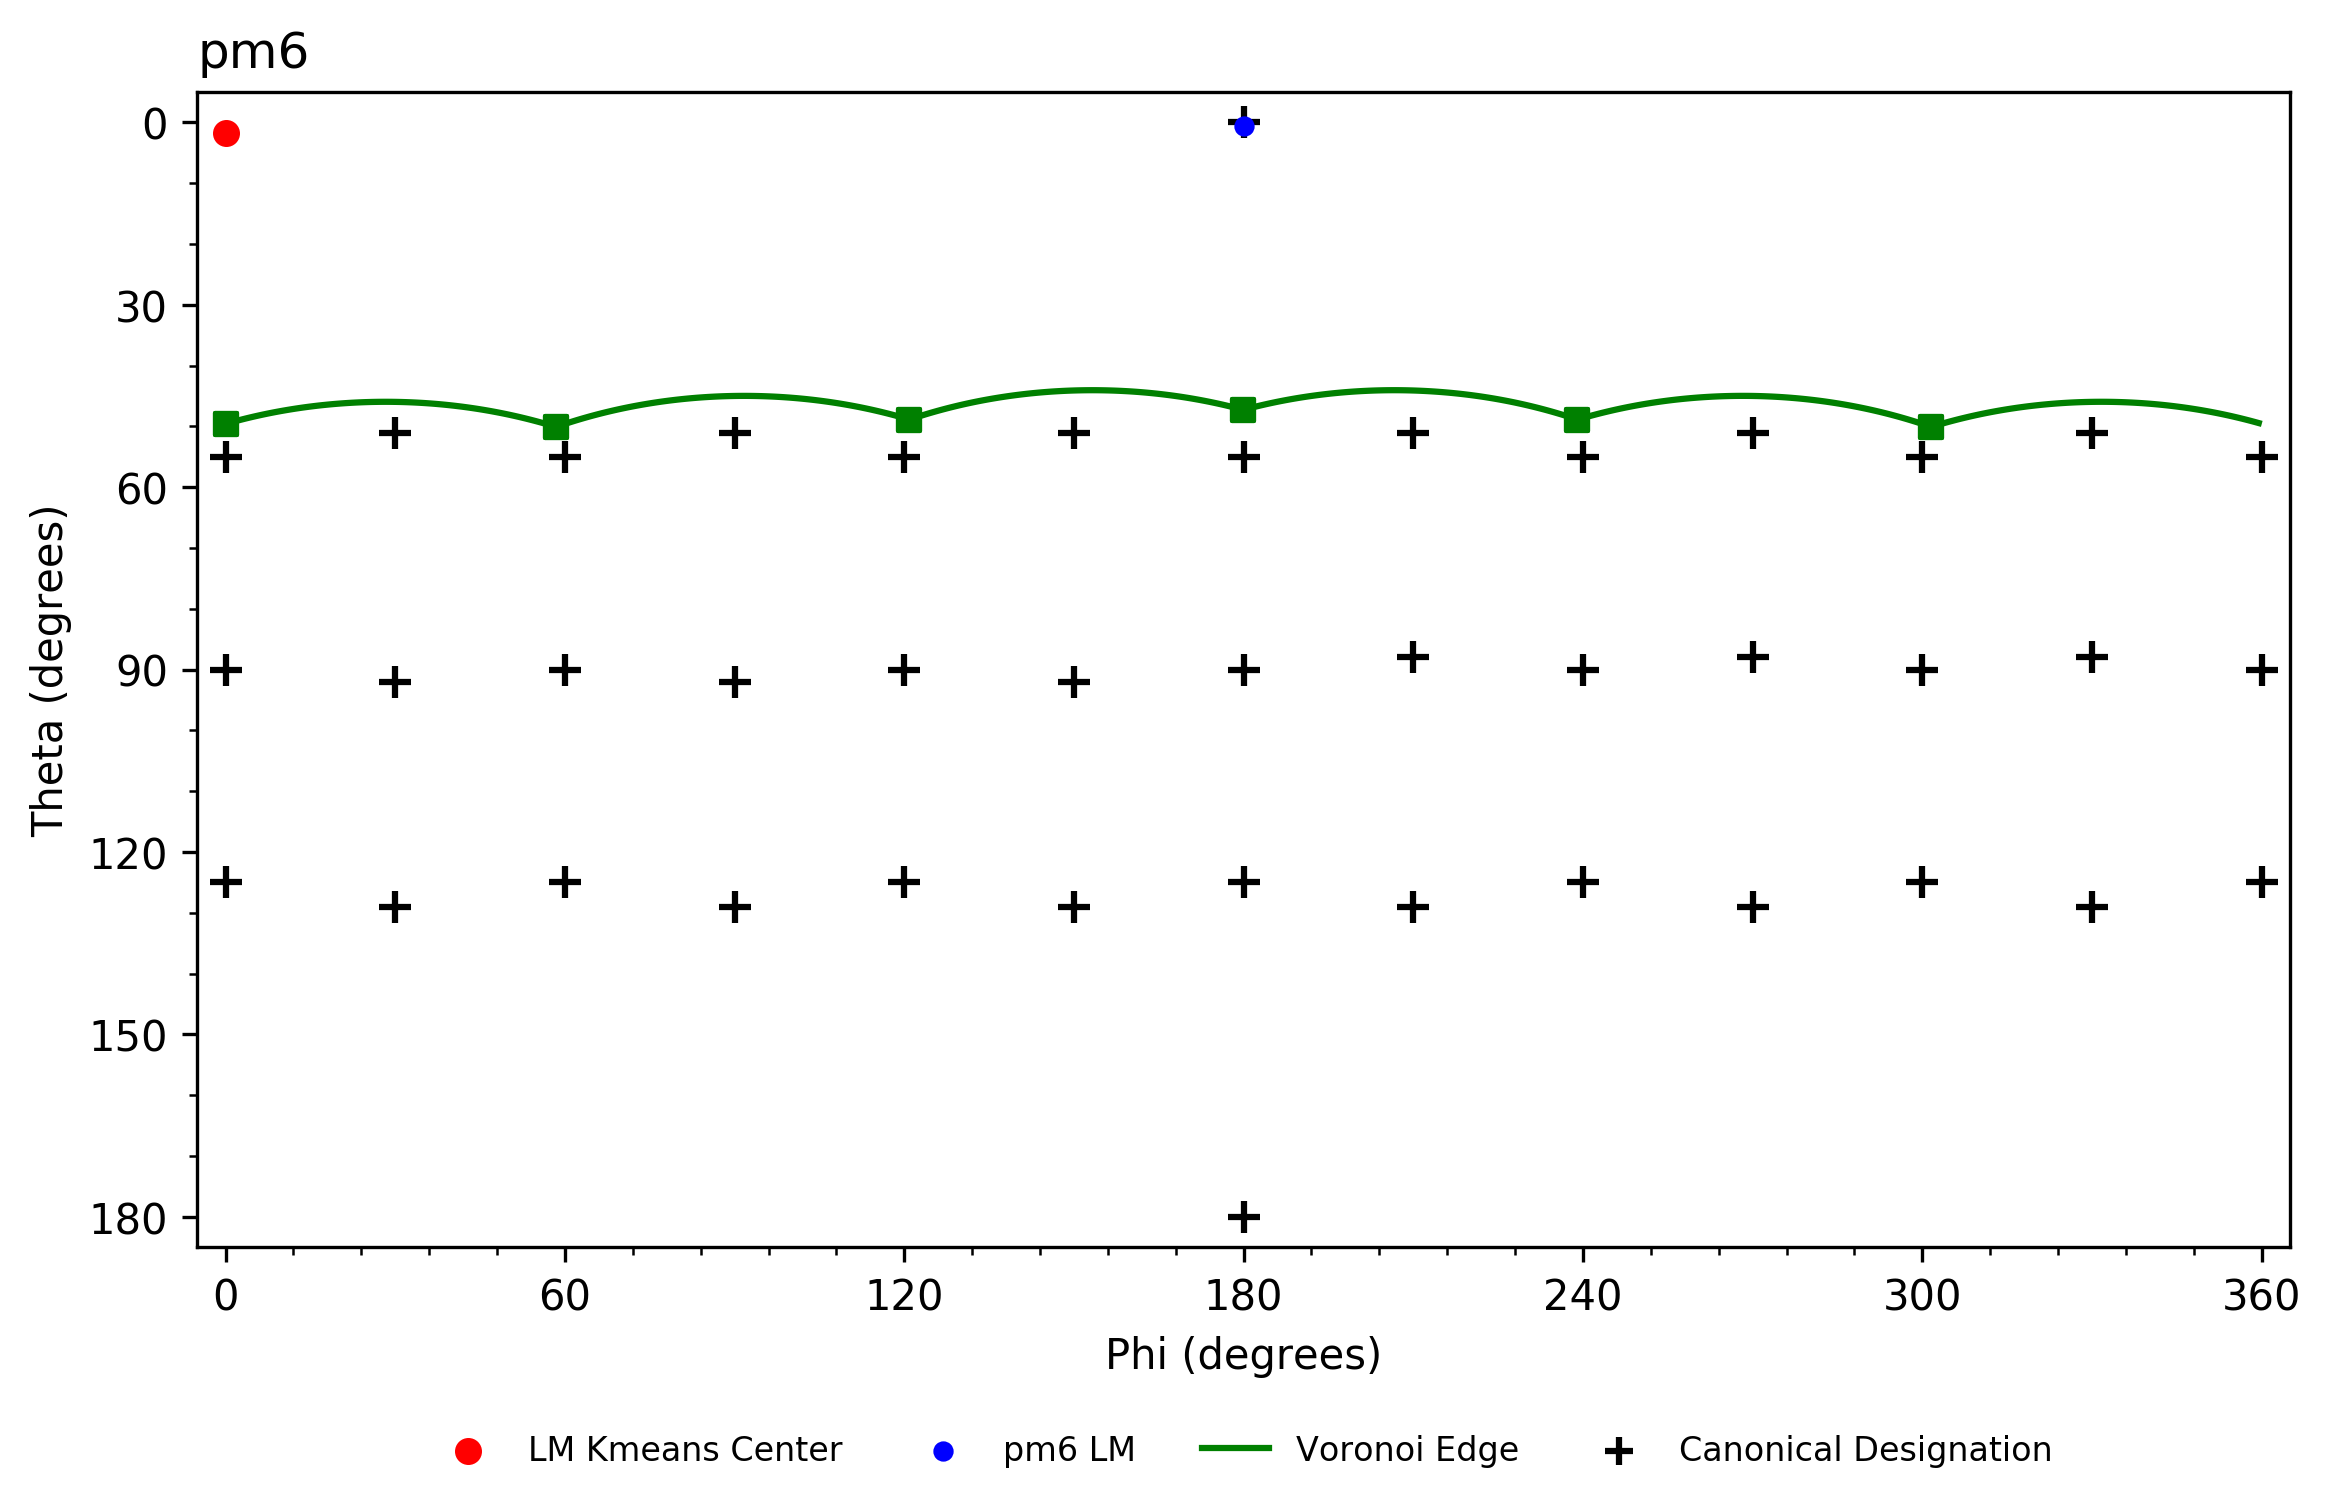 pm6
0
30
60
90
120
150
180
Theta (degrees)
0 60 120 180 240 300 360
Phi (degrees)
LM Kmeans Center pm6 LM Voronoi Edge Canonical Designation